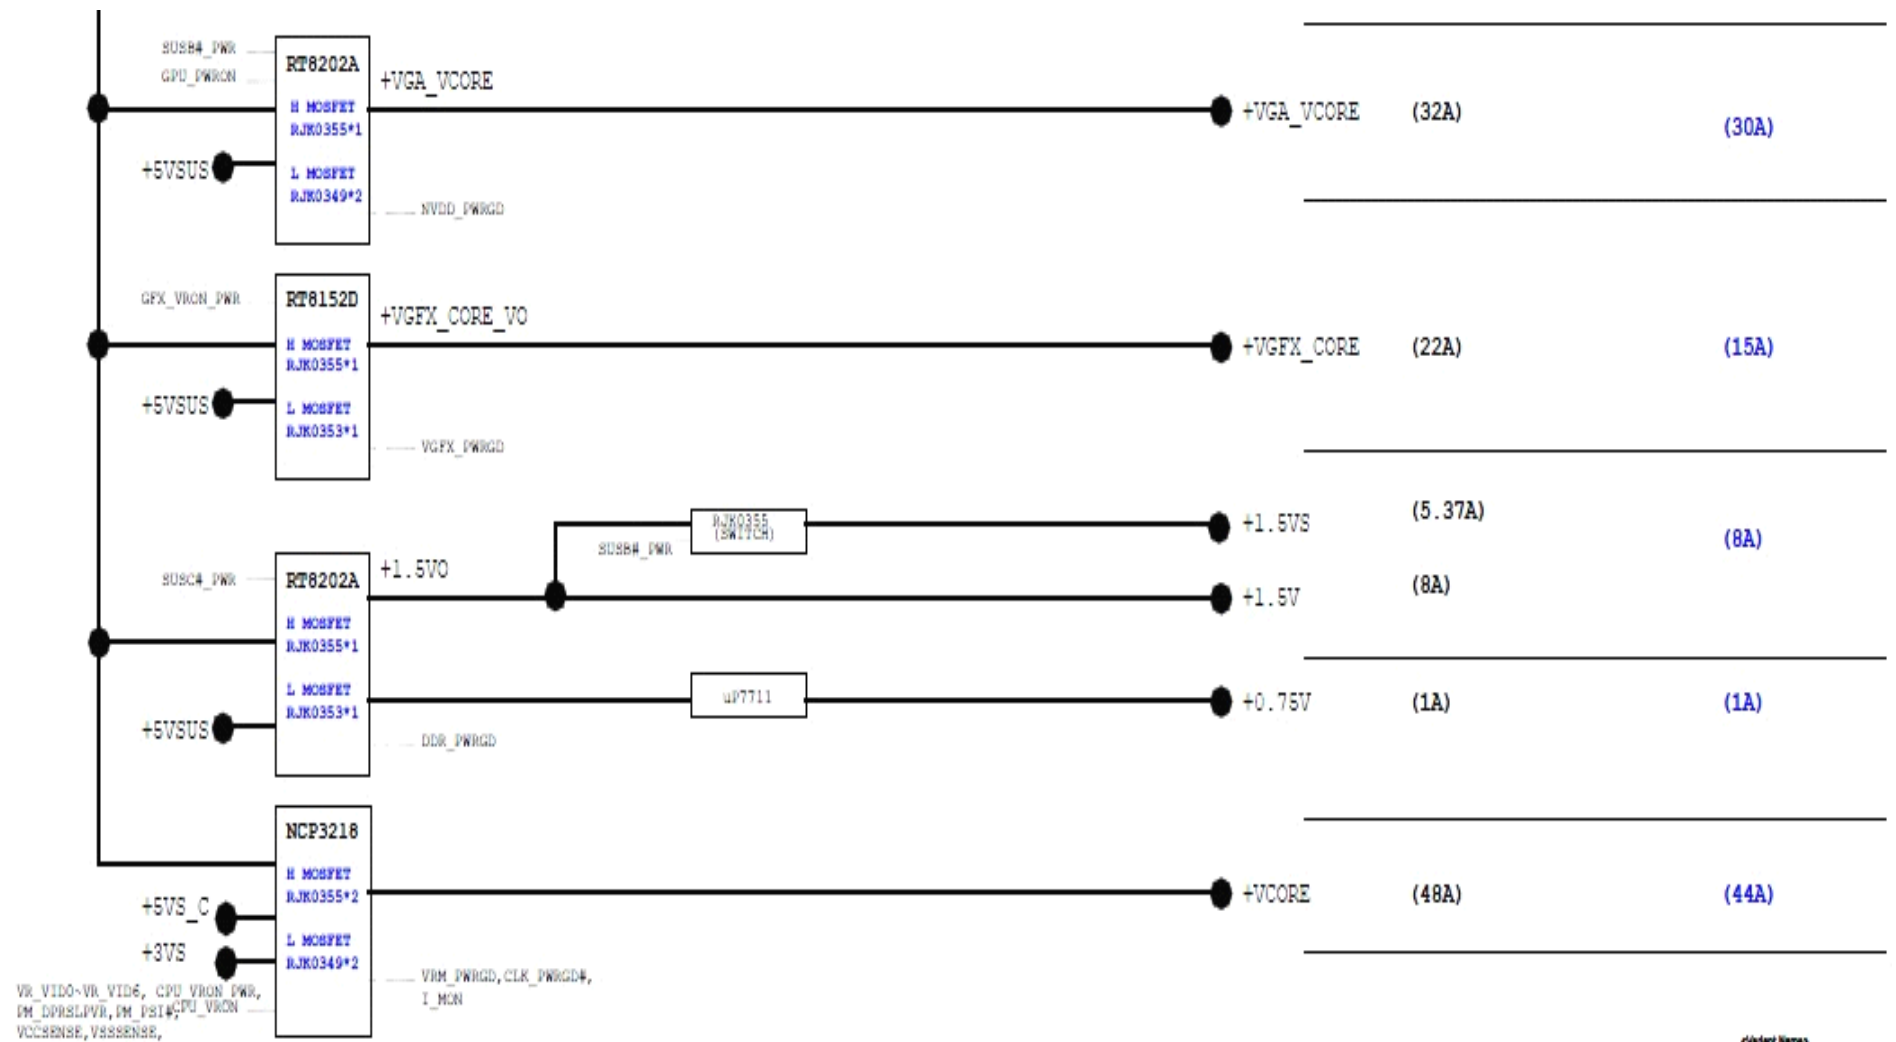 SUSB#_PWR
GPU_PWRON
RT8202A
+VGA_VCORE
H MOSFET
RJK0355*1
+VGA_VCORE
(32A)
(30A)
+5VSUS
L MOSFET
RJK0349*2
NVDD_PWRGD
GFX_VRON_PWR
RT8152D
+VGFX_CORE_VO
H MOSFET
RJK0355*1
+VGFX_CORE
(22A)
(15A)
+5VSUS
L MOSFET
RJK0353*1
VGFX_PWRGD
RJK0355
(SWITCH)
SUSB#_PWR
+1.5VS
(5.37A)
(8A)
SUSC#_PWR
RT8202A
+1.5VO
+1.5V
(8A)
H MOSFET
RJK0355*1
+5VSUS
L MOSFET
RJK0353*1
uP7711
+0.75V
(1A)
(1A)
DDR_PWRGD
NCP3218
H MOSFET
RJK0355*2
+VCORE
(48A)
(44A)
+5VS_C
+3VS
L MOSFET
RJK0349*2
VRM_PWRGD,CLK_PWRGD#,
I_MON
VR_VID0~VR_VID6, CPU_VRON_PWR,
PM_DPRSLPVR,PM_PSI#,
CPU_VRON
VCCSENSE,VSSSENSE,